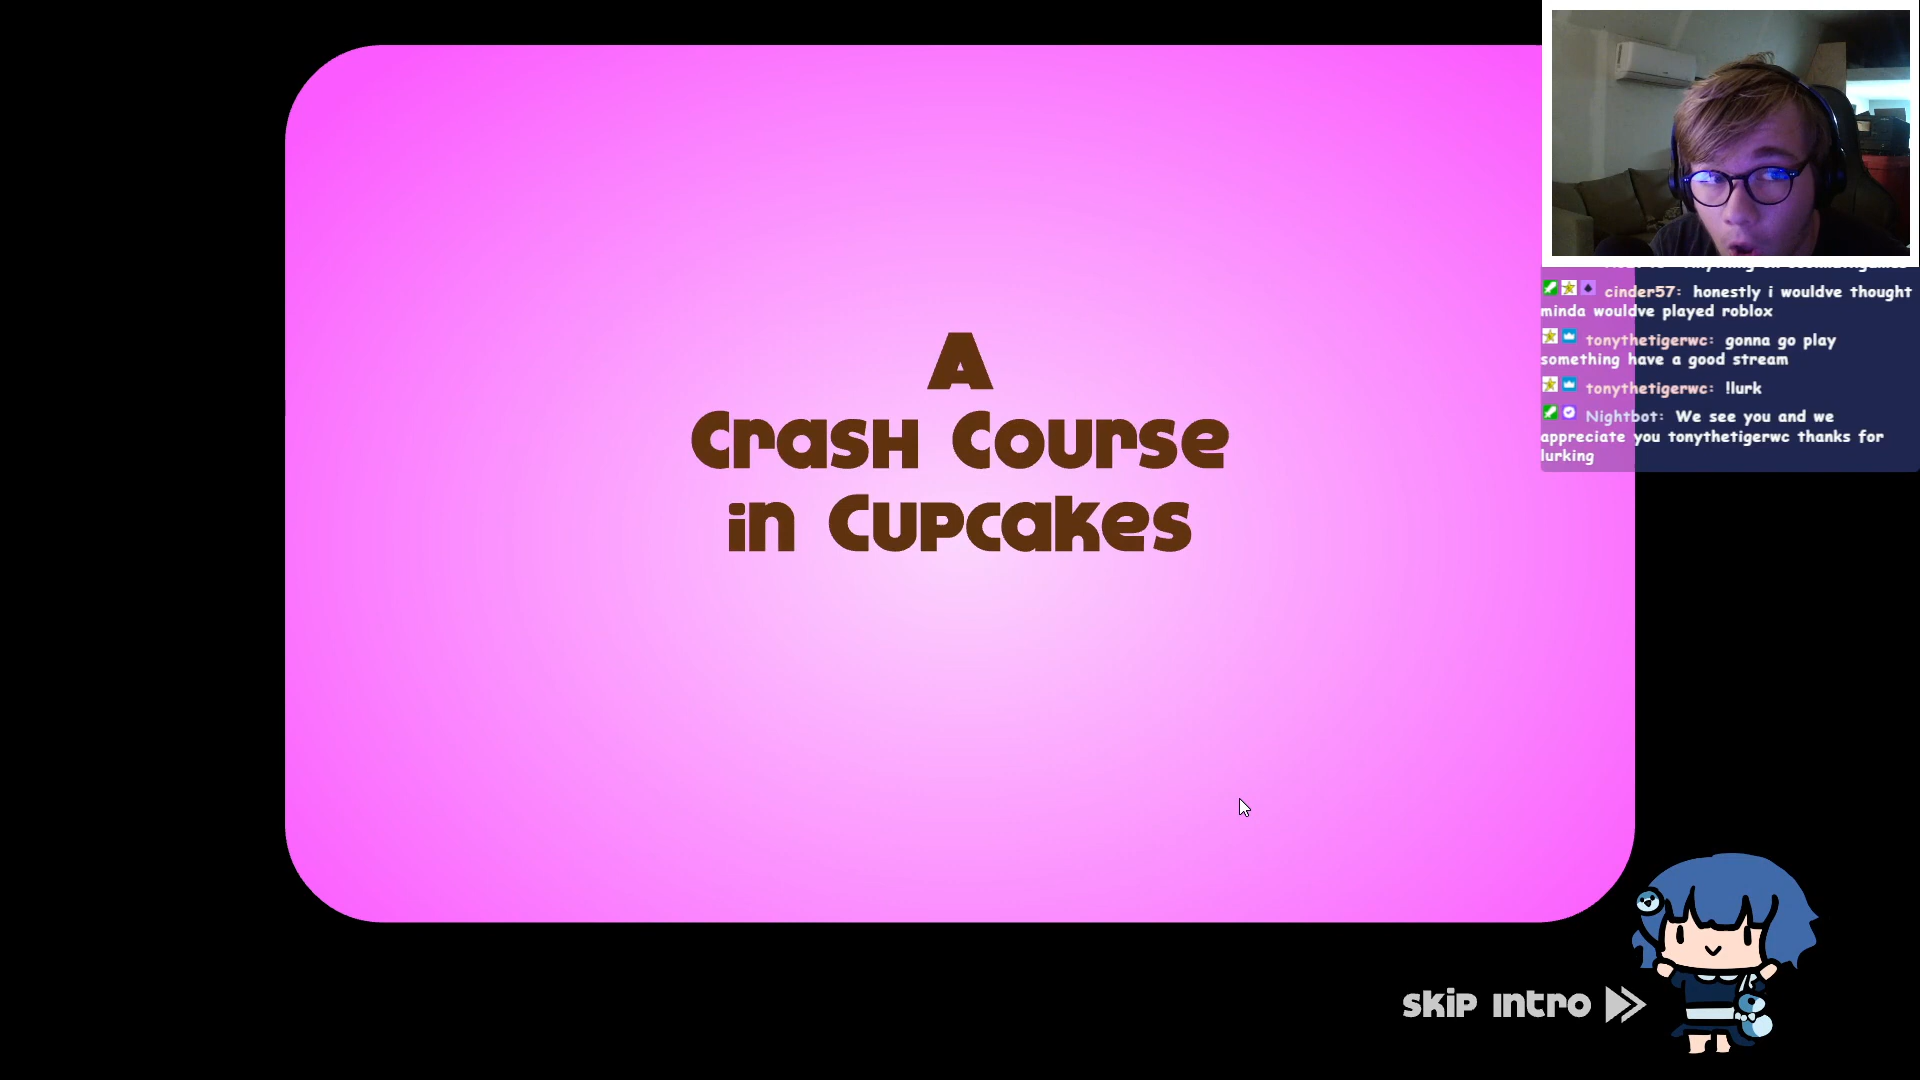 A
Crash Course
in Cupcakes
cinder57: honestly i wouldve thought
minda wouldve played roblox
tonythetigerwc: gonna go play
something have a good stream
tonythetigerwc: !lurk
Nightbot: We see you and we
appreciate you tonythetigerwc thanks for
lurking
skip intro